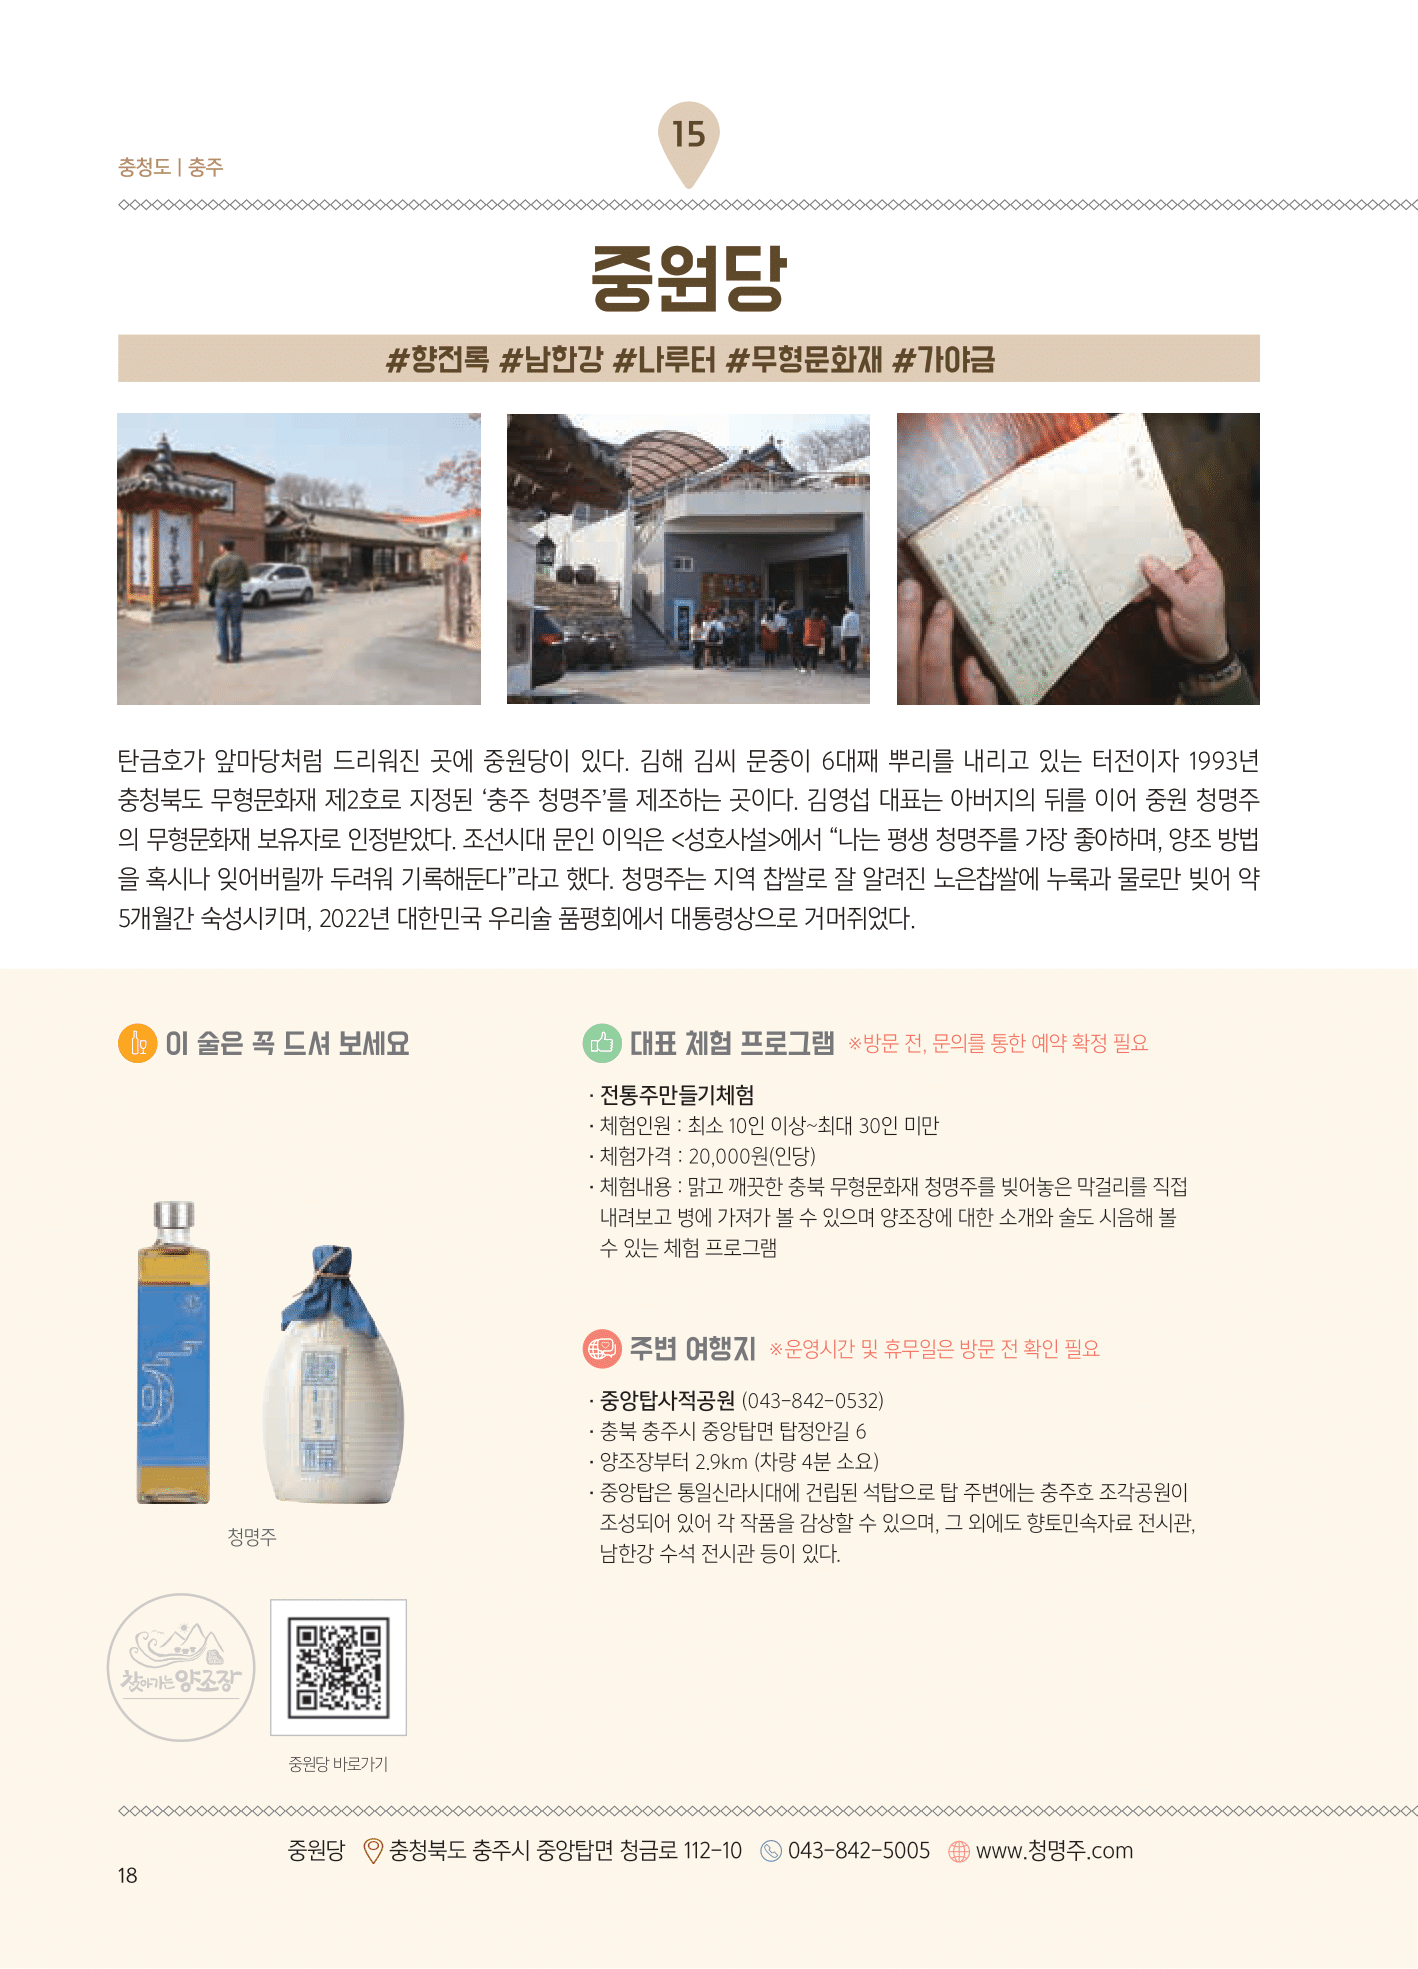 15
충청도 | 충주
중원당
#향전록 #남한강 #나루터 #무형문화재 #가야금
탄금호가 앞마당처럼 드리워진 곳에 중원당이 있다. 김해 김씨 문중이 6대째 뿌리를 내리고 있는 터전이자 1993년
충청북도 무형문화재 제2호로 지정된 ‘충주 청명주’를 제조하는 곳이다. 김영섭 대표는 아버지의 뒤를 이어 중원 청명주
의 무형문화재 보유자로 인정받았다. 조선시대 문인 이익은 <성호사설>에서 “나는 평생 청명주를 가장 좋아하며, 양조 방법
을 혹시나 잊어버릴까 두려워 기록해둔다”라고 했다. 청명주는 지역 찹쌀로 잘 알려진 노은찹쌀에 누룩과 물로만 빚어 약
5개월간 숙성시키며, 2022년 대한민국 우리술 품평회에서 대통령상으로 거머쥐었다.
이 술은 꼭 드셔 보세요
청명주
찾아가는 양조장
중원당 바로가기
대표 체험 프로그램 ※방문 전, 문의를 통한 예약 확정 필요
· 전통주만들기체험
· 체험인원 : 최소 10인 이상~최대 30인 미만
· 체험가격 : 20,000원(인당)
· 체험내용 : 맑고 깨끗한 충북 무형문화재 청명주를 빚어놓은 막걸리를 직접
내려보고 병에 가져가 볼 수 있으며 양조장에 대한 소개와 술도 시음해 볼
수 있는 체험 프로그램
주변 여행지 ※운영시간 및 휴무일은 방문 전 확인 필요
· 중앙탑사적공원 (043-842-0532)
· 충북 충주시 중앙탑면 탑정안길 6
· 양조장부터 2.9km (차량 4분 소요)
· 중앙탑은 통일신라시대에 건립된 석탑으로 탑 주변에는 충주호 조각공원이
조성되어 있어 각 작품을 감상할 수 있으며, 그 외에도 향토민속자료 전시관,
남한강 수석 전시관 등이 있다.
중원당 충청북도 충주시 중앙탑면 청금로 112-10 043-842-5005 www.청명주.com
18